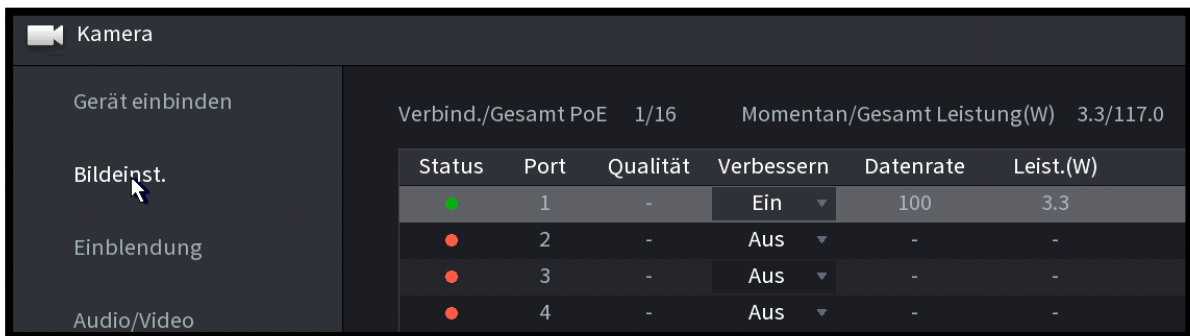 Kamera
Gerät einbinden
Bildeinst.
Einblendung
Audio/Video
Verbind./Gesamt PoE 1/16 Momentan/Gesamt Leistung(W) 3.3/117.0
Status Port Qualität Verbessern Datenrate Leist.(W)
1 - Ein 100 3.3
2 - Aus - -
3 - Aus - -
4 - Aus - -